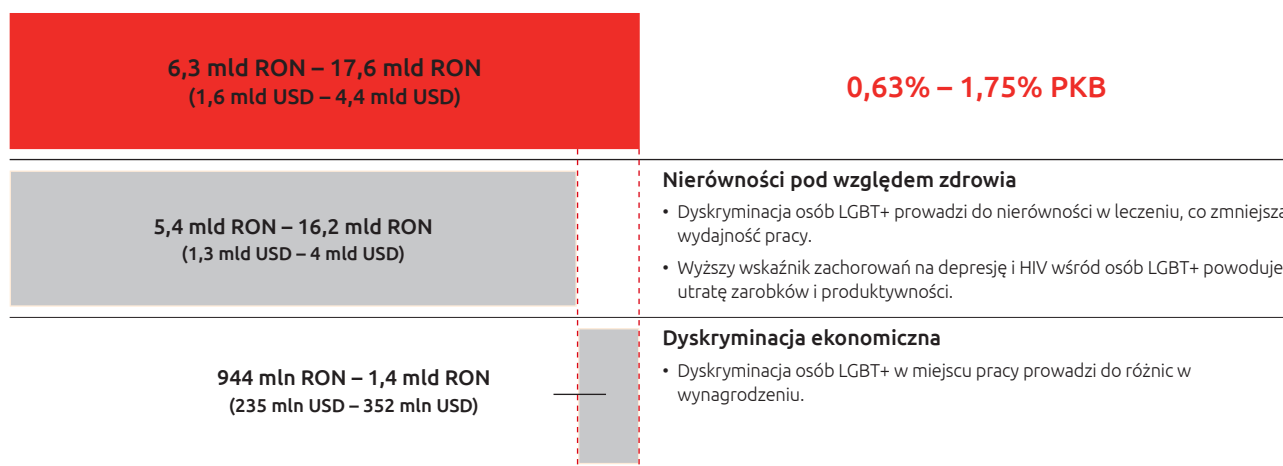 6,3 mld RON – 17,6 mld RON
(1,6 mld USD – 4,4 mld USD)
0,63% – 1,75% PKB
5,4 mld RON – 16,2 mld RON
(1,3 mld USD – 4 mld USD)
Nierówności pod względem zdrowia
• Dyskryminacja osób LGBT+ prowadzi do nierówności w leczeniu, co zmniejsza
wydajność pracy.
• Wyższy wskaźnik zachorowań na depresję i HIV wśród osób LGBT+ powoduje
utratę zarobków i produktywności.
944 mln RON – 1,4 mld RON
(235 mln USD – 352 mln USD)
Dyskryminacja ekonomiczna
• Dyskryminacja osób LGBT+ w miejscu pracy prowadzi do różnic w
wynagrodzeniu.